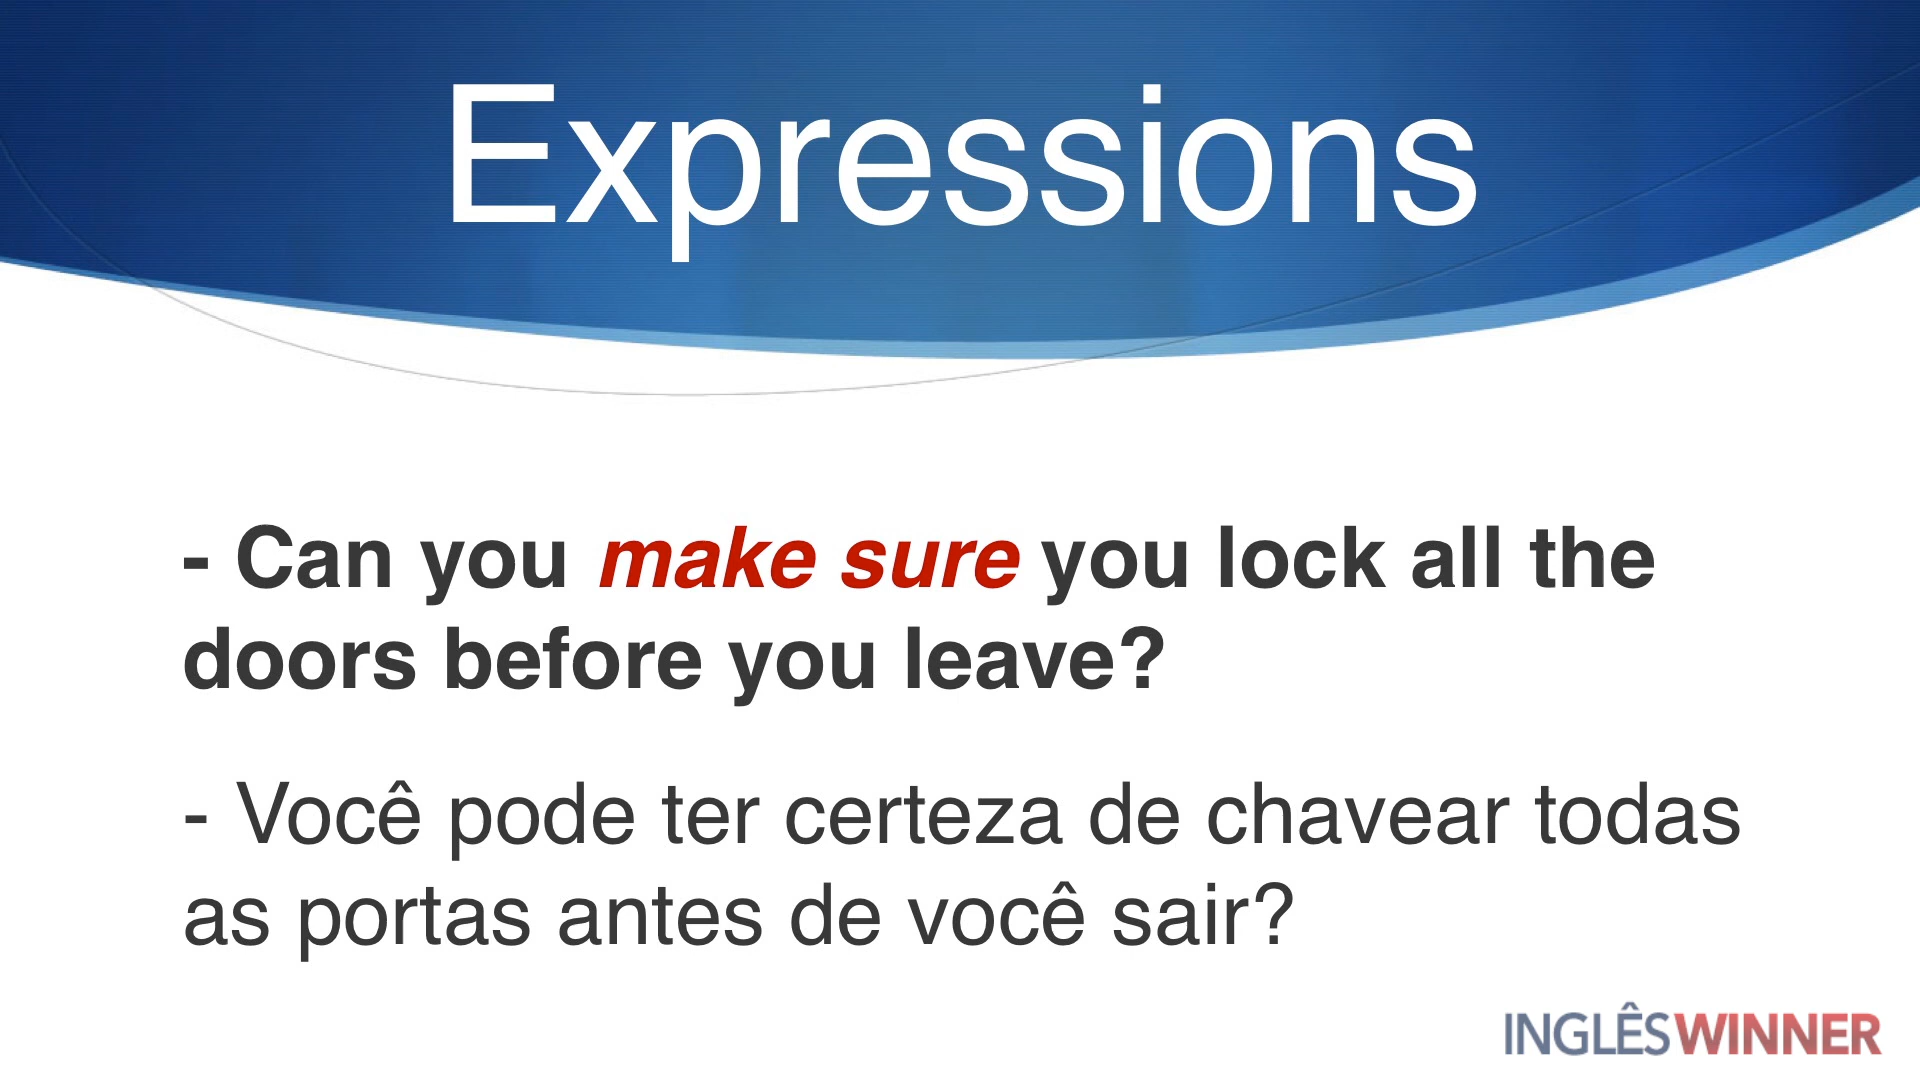 Expressions
- Can you make sure you lock all the
doors before you leave?
- Você pode ter certeza de chavear todas
as portas antes de você sair?
INGLÊSWINNER